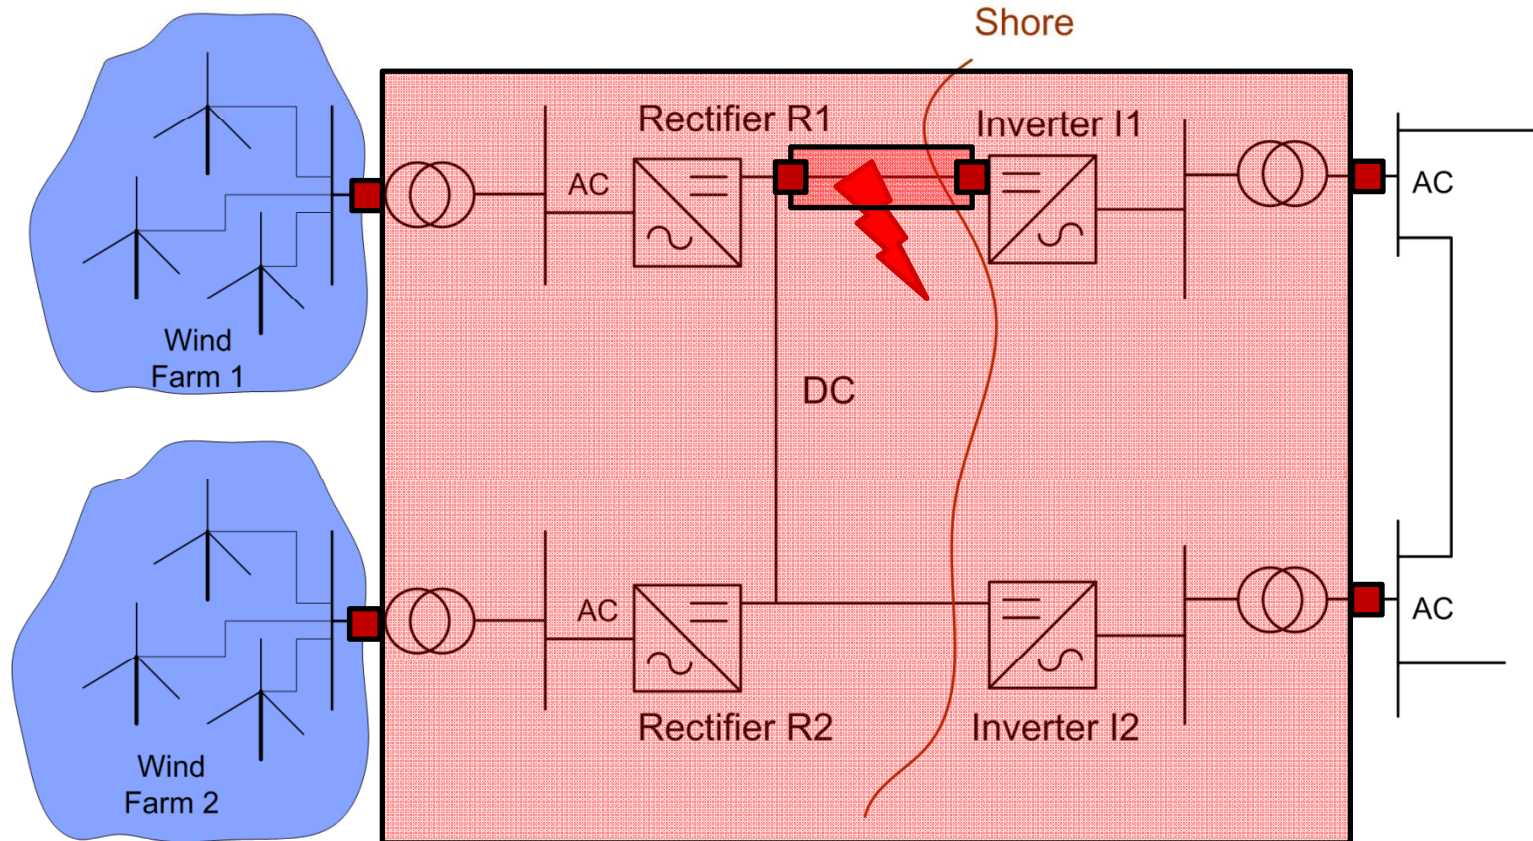 Shore
Rectifier R1
Inverter I1
AC
AC
Wind
Farm 1
DC
AC
AC
Rectifier R2
Inverter I2
Wind
Farm 2